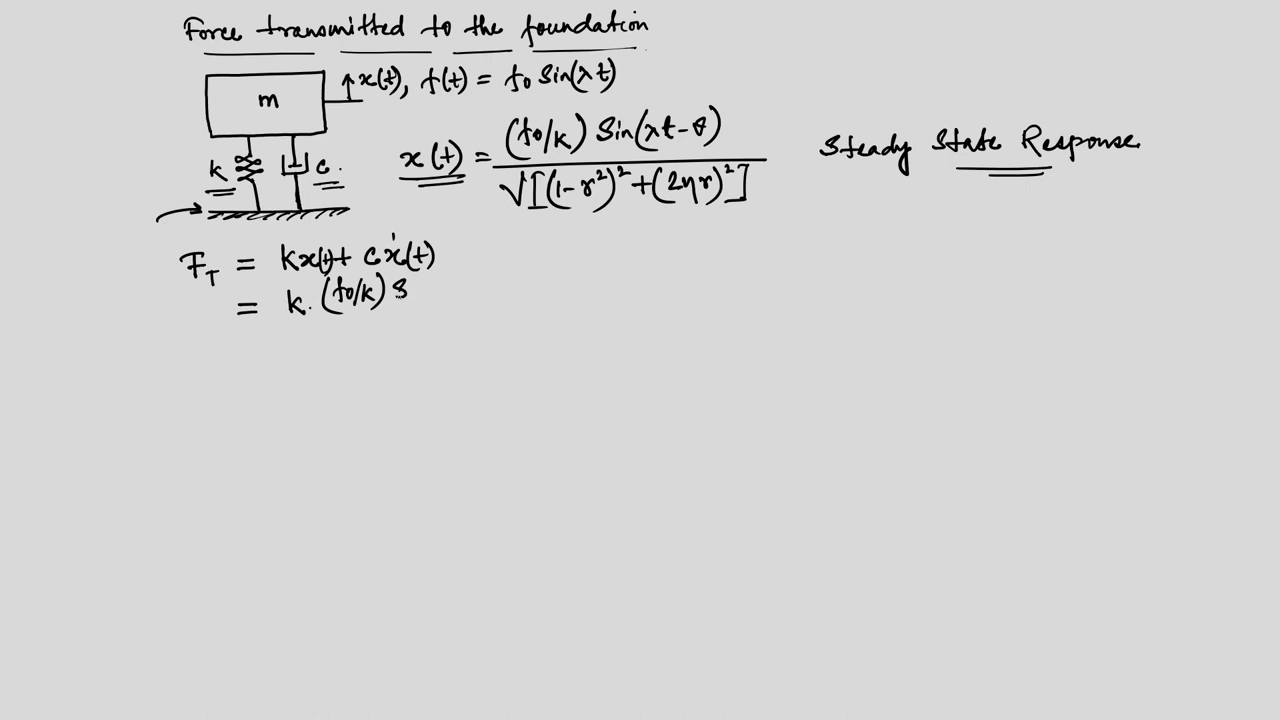 Force transmitted to the foundation
m
x(t), f(t) = f0 Sin(λt)
k
c.
x(t) = (f0/k) Sin(λt-θ) / √[(1-r²)²+(2ηr)²]
Steady State Response
F_T = kx(t)+ cẋ(t)
= k. (f0/k) S